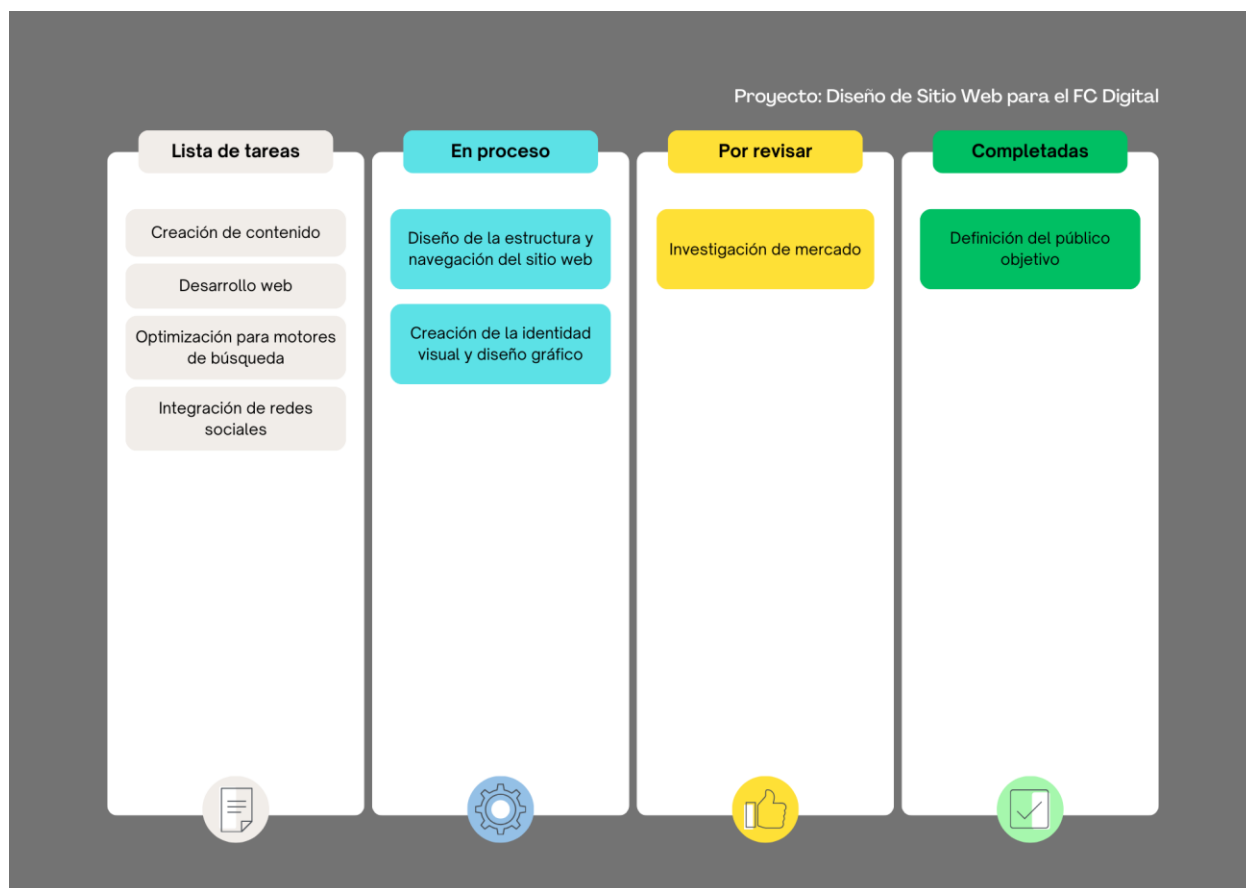 Proyecto: Diseño de Sitio Web para el FC Digital
Lista de tareas
Creación de contenido
Desarrollo web
Optimización para motores
de búsqueda
Integración de redes
sociales
En proceso
Diseño de la estructura y
navegación del sitio web
Creación de la identidad
visual y diseño gráfico
Por revisar
Investigación de mercado
Completadas
Definición del público
objetivo